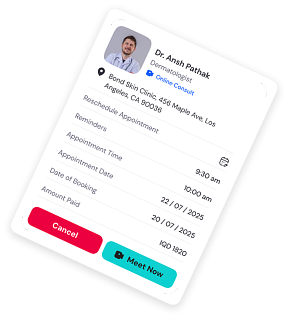 Dr. Ansh Pathak
Dermatologist
Online Consult
Bond Skin Clinic, 456 Maple Ave, Los
Angeles, CA 90036
Reschedule Appointment
Reminders 9:30 am
Appointment Time 10:00 am
Appointment Date 22 / 07 / 2025
Date of Booking 20 / 07 / 2025
Amount Paid IQD 1820
Cancel Meet Now